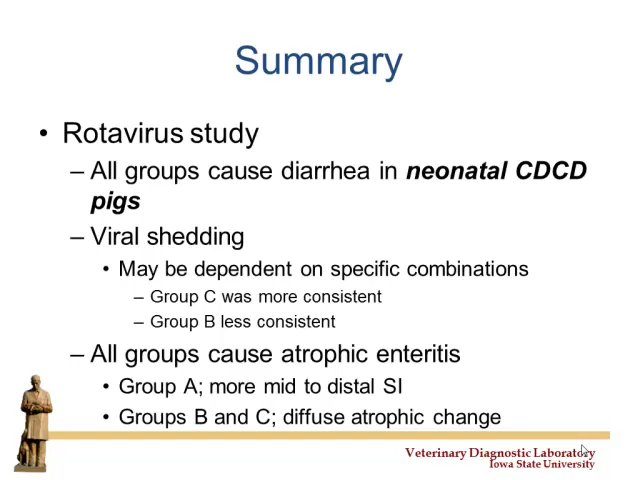 Summary
• Rotavirus study
– All groups cause diarrhea in neonatal CDCD
pigs
– Viral shedding
• May be dependent on specific combinations
– Group C was more consistent
– Group B less consistent
– All groups cause atrophic enteritis
• Group A; more mid to distal SI
• Groups B and C; diffuse atrophic change
Veterinary Diagnostic Laboratory
Iowa State University